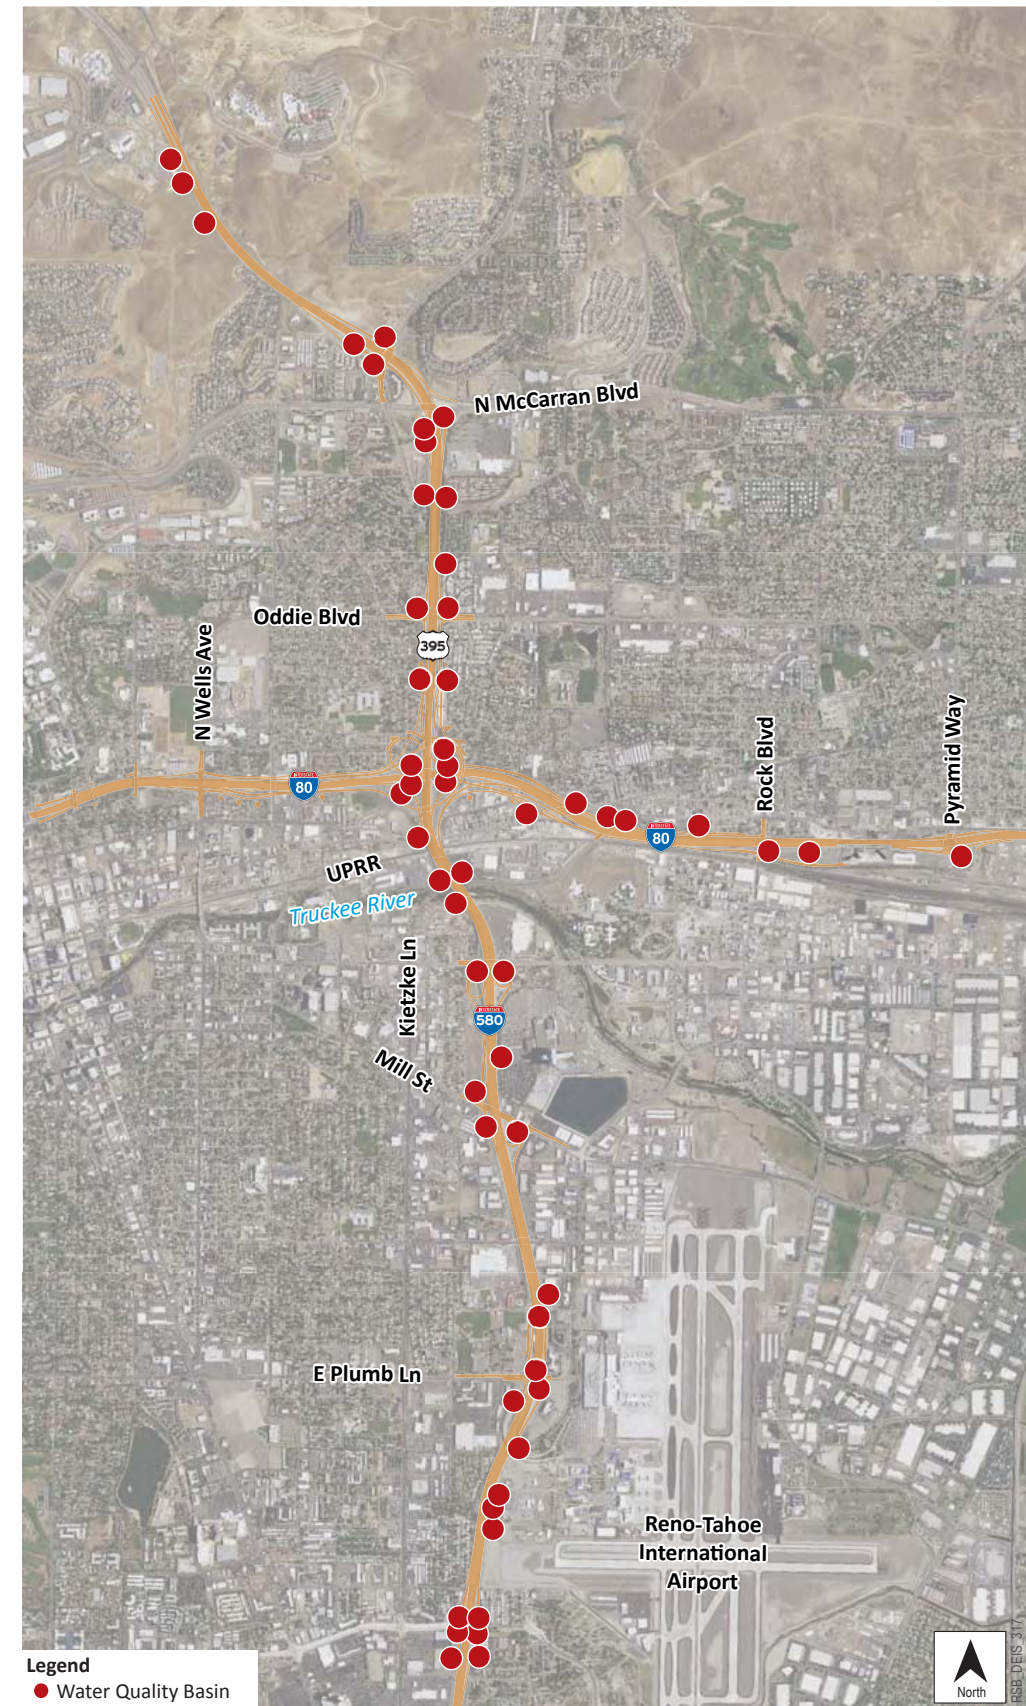 N McCarran Blvd
Oddie Blvd
395
N Wells Ave
80
Rock Blvd
Pyramid Way
80
UPRR
Truckee River
Kietzke Ln
580
Mill St
E Plumb Ln
Reno-Tahoe
International
Airport
Legend
Water Quality Basin
North